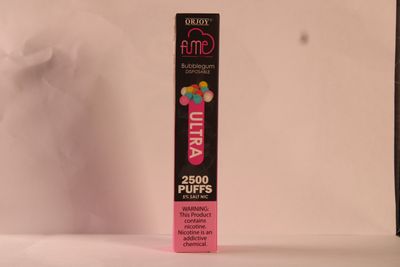 QRJOY
fume
Bubblegum
DISPOSABLE
ULTRA
2500
PUFFS
5% SALT NIC
WARNING:
This Product
contains
nicotine.
Nicotine is an
addictive
chemical.